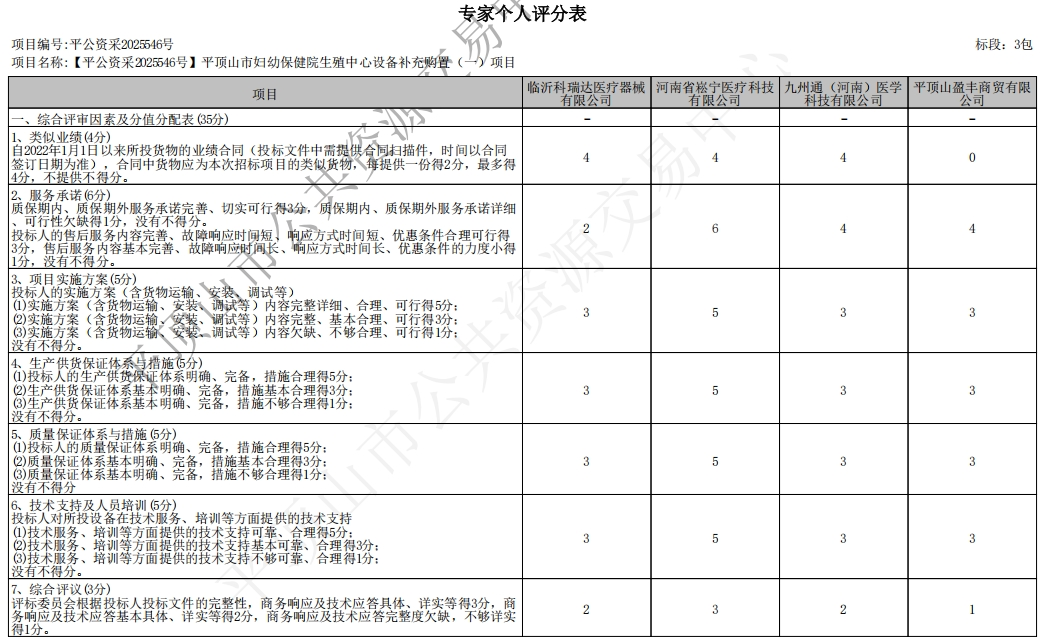 专家个人评分表
项目编号:平公资采2025546号
标段：3包
项目名称:【平公资采2025546号】平顶山市妇幼保健院生殖中心设备补充购置（一）项目
项目
临沂科瑞达医疗器械
有限公司
河南省嵩宁医疗科技
有限公司
九州通（河南）医学
科技有限公司
平顶山盈丰商贸有限
公司
一、综合评审因素及分值分配表(35分)
-
-
-
-
1、类似业绩(4分)
自2022年1月1日以来所投货物的业绩合同（投标文件中需提供合同扫描件，时间以合同
签订日期为准），合同中货物应为本次招标项目的类似货物，每提供一份得2分，最多得
4分，不提供不得分。
4
4
4
0
2、服务承诺(6分)
质保期内、质保期外服务承诺完善、切实可行得3分，质保期内、质保期外服务承诺详细
、可行性欠缺得1分，没有不得分。
投标人的售后服务内容完善、故障响应时间短、响应方式时间短、优惠条件合理可行得
3分，售后服务内容基本完善、故障响应时间长、响应方式时间长、优惠条件的力度小得
1分，没有不得分。
2
6
4
4
3、项目实施方案(5分)
投标人的实施方案（含货物运输、安装、调试等）
(1)实施方案（含货物运输、安装、调试等）内容完整详细、合理、可行得5分；
(2)实施方案（含货物运输、安装、调试等）内容完整、基本合理、可行得3分；
(3)实施方案（含货物运输、安装、调试等）内容欠缺、不够合理、可行得1分；
没有不得分。
3
5
3
3
4、生产供货保证体系与措施(5分)
(1)投标人的生产供货保证体系明确、完备，措施合理得5分；
(2)生产供货保证体系基本明确、完备，措施基本合理得3分；
(3)生产供货保证体系基本明确、完备，措施不够合理得1分；
没有不得分。
3
5
3
3
5、质量保证体系与措施(5分)
(1)投标人的质量保证体系明确、完备，措施合理得5分；
(2)质量保证体系基本明确、完备，措施基本合理得3分；
(3)质量保证体系基本明确、完备，措施不够合理得1分；
没有不得分
3
5
3
3
6、技术支持及人员培训(5分)
投标人对所投设备在技术服务、培训等方面提供的技术支持
(1)技术服务、培训等方面提供的技术支持可靠、合理得5分；
(2)技术服务、培训等方面提供的技术支持基本可靠、合理得3分；
(3)技术服务、培训等方面提供的技术支持不够可靠、合理得1分；
没有不得分。
3
5
3
3
7、综合评议(3分)
评标委员会根据投标人投标文件的完整性，商务响应及技术应答具体、详实等得3分，商
务响应及技术应答基本具体、详实等得2分，商务响应及技术应答完整度欠缺，不够详实
得1分。
2
3
2
1
平顶山市公共资源交易中
平顶山市公共资源交易中心